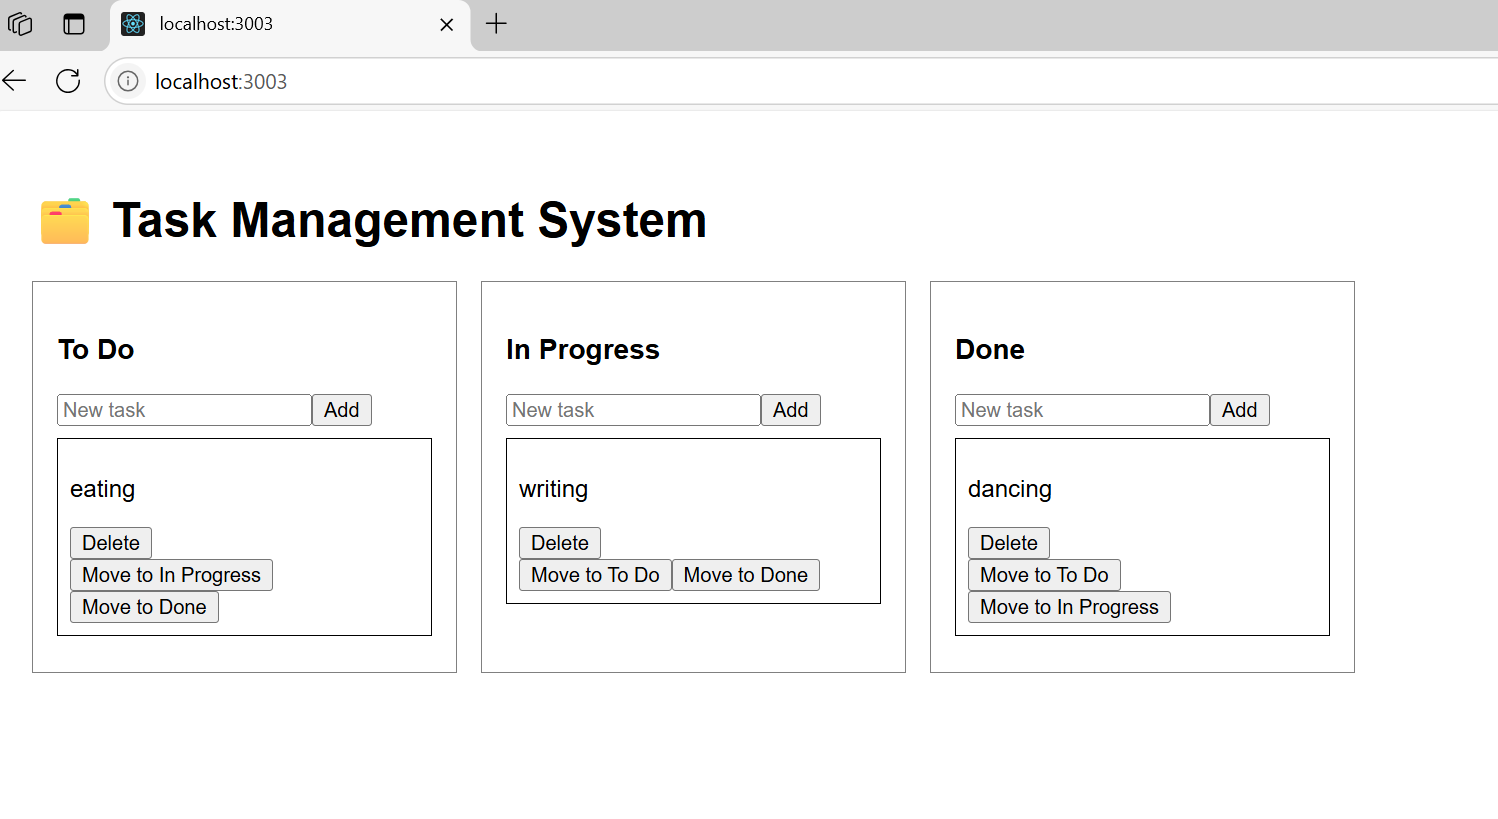 localhost:3003
localhost:3003
Task Management System
To Do
New task Add
eating
Delete
Move to In Progress
Move to Done
In Progress
New task Add
writing
Delete
Move to To Do Move to Done
Done
New task Add
dancing
Delete
Move to To Do
Move to In Progress